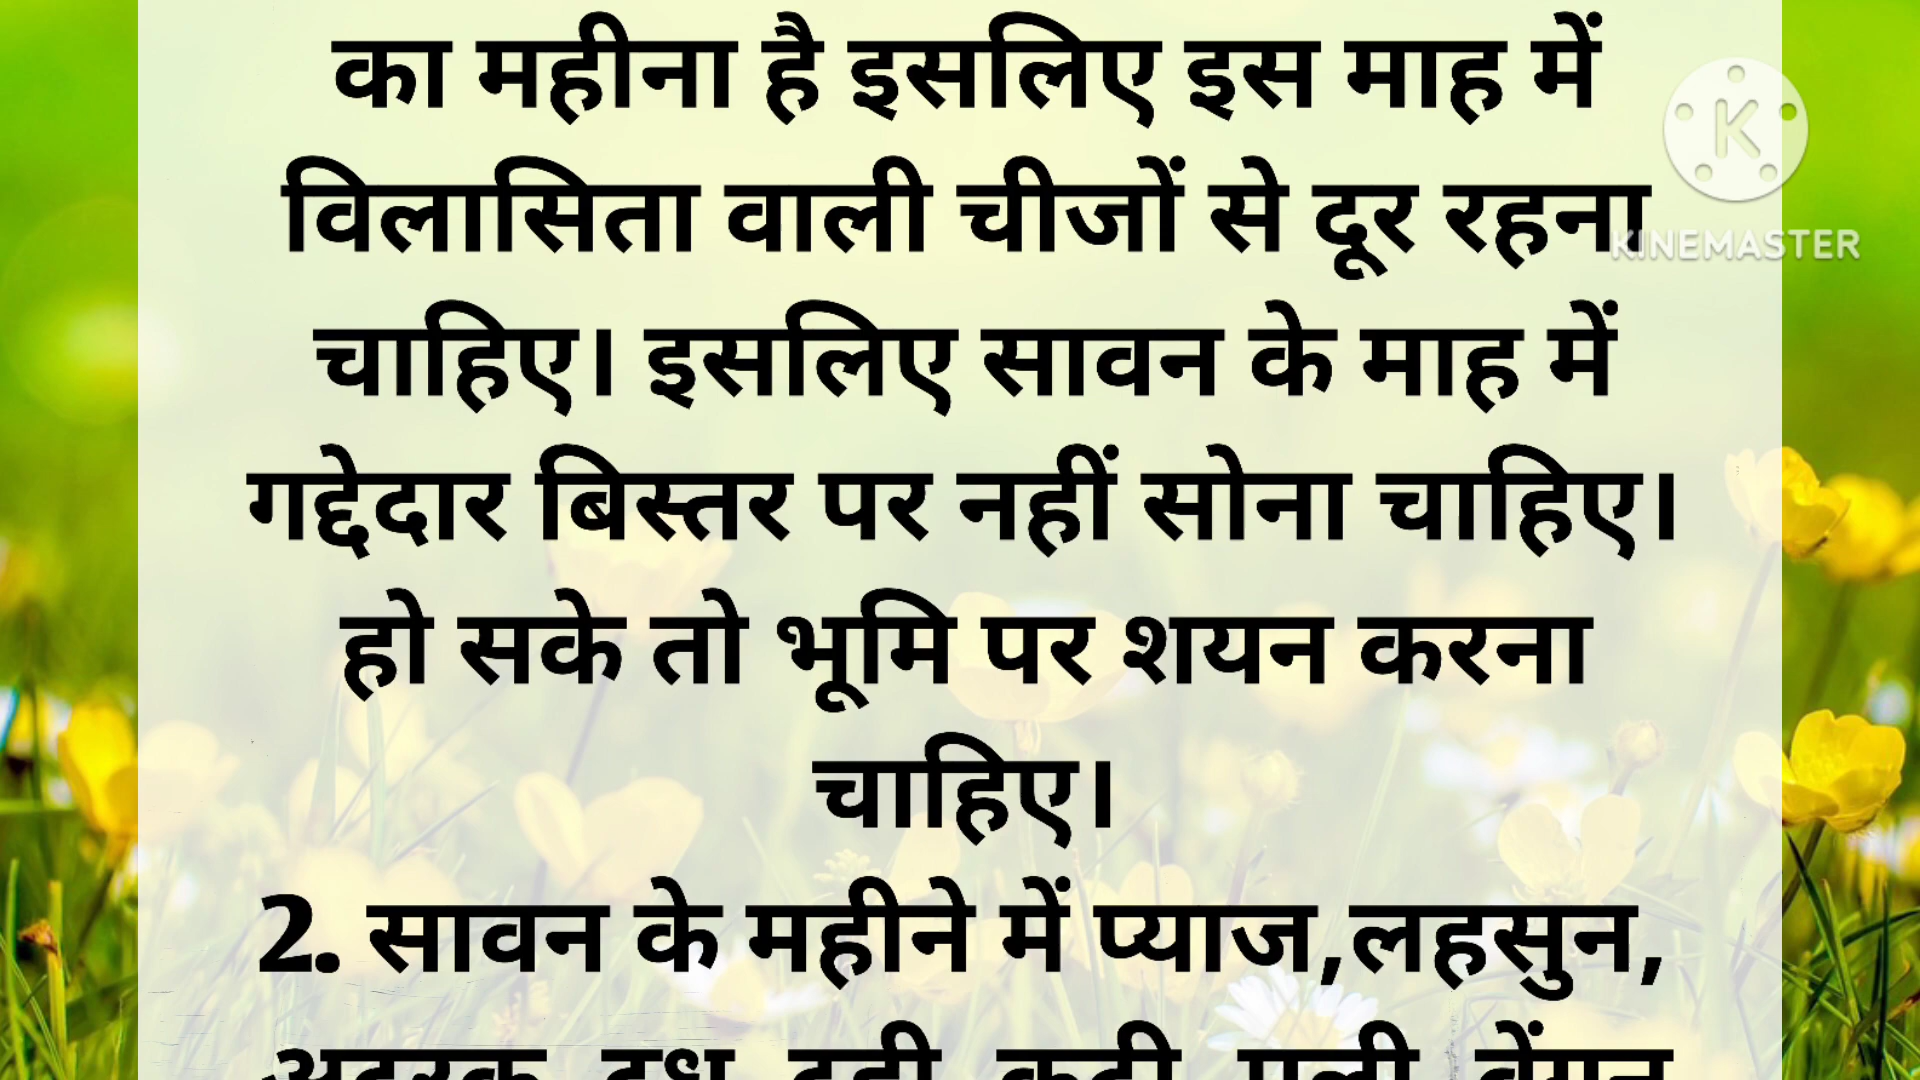 का महीना है इसलिए इस माह में
विलासिता वाली चीजों से दूर रहना
चाहिए। इसलिए सावन के माह में
गद्देदार बिस्तर पर नहीं सोना चाहिए।
हो सके तो भूमि पर शयन करना
चाहिए।
2. सावन के महीने में प्याज,लहसुन,
K
KINEMASTER